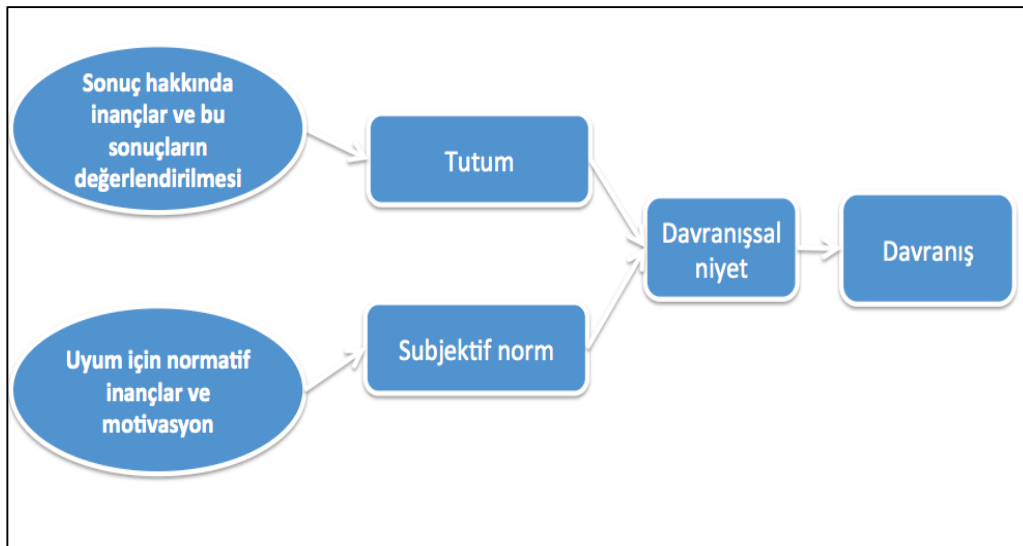 Sonuç hakkında
inançlar ve bu
sonuçların
değerlendirilmesi
Tutum
Davranışsal
niyet
Davranış
Uyum için normatif
inançlar ve
motivasyon
Subjektif norm